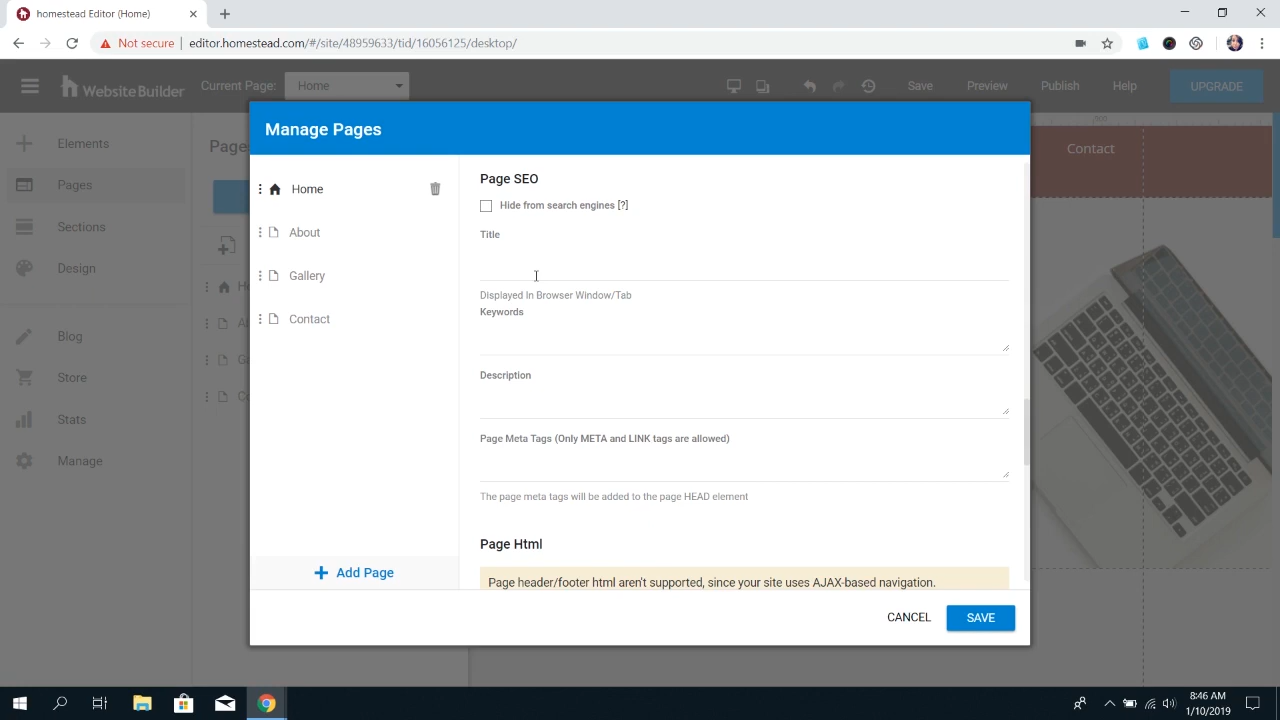 homestead Editor (Home)
Not secure
editor.homestead.com/#/site/48959633/tid/16056125/desktop/
WebsiteBuilder
Current Page:
Home
Save
Preview
Publish
Help
UPGRADE
Elements
Pages
Sections
Design
Blog
Store
Stats
Manage
Manage Pages
Home
About
Gallery
Contact
+ Add Page
Page SEO
Hide from search engines [?]
Title
Displayed In Browser Window/Tab
Keywords
Description
Page Meta Tags (Only META and LINK tags are allowed)
The page meta tags will be added to the page HEAD element
Page Html
Page header/footer html aren't supported, since your site uses AJAX-based navigation.
CANCEL
SAVE
Contact
8:46 AM
1/10/2019